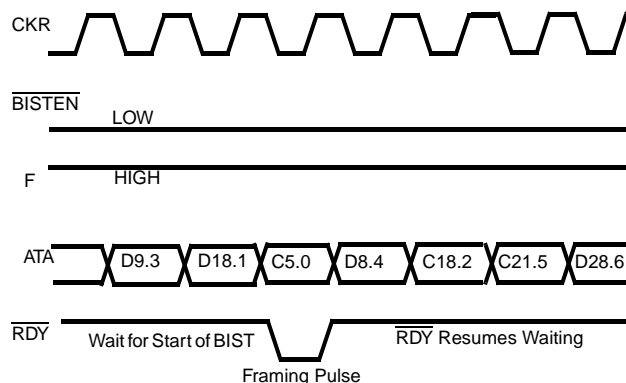 CKR
BISTEN
LOW
F
HIGH
ATA
D9.3 D18.1 C5.0 D8.4 C18.2 C21.5 D28.6
RDY
Wait for Start of BIST
RDY Resumes Waiting
Framing Pulse